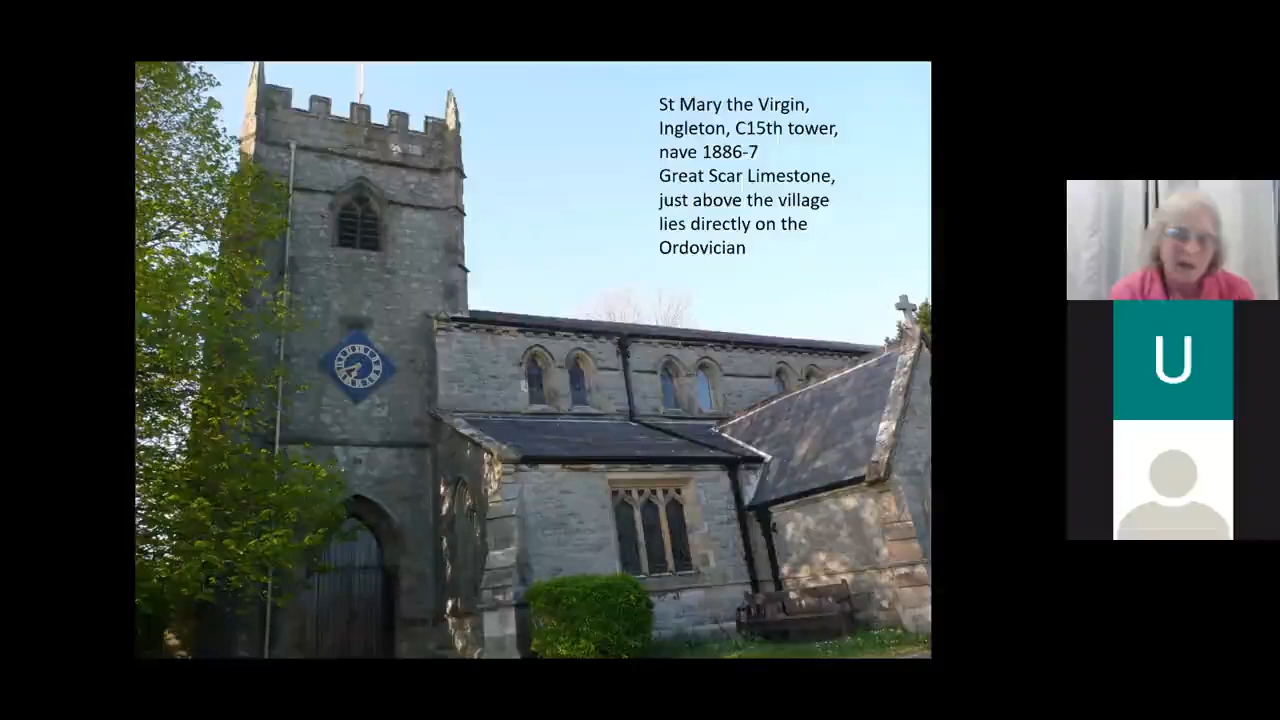 St Mary the Virgin,
Ingleton, C15th tower,
nave 1886-7
Great Scar Limestone,
just above the village
lies directly on the
Ordovician
U